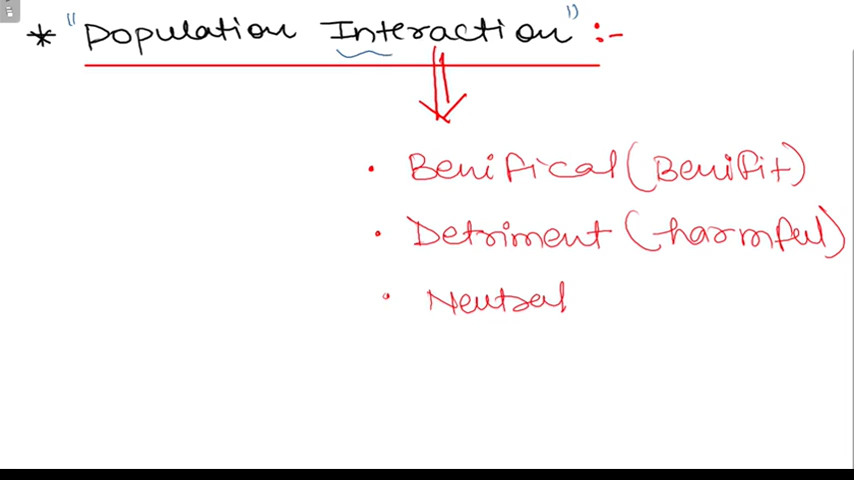 * "Population Interaction" :-
• Benifical (Benifit)
• Detriment (harmful)
• Neutral